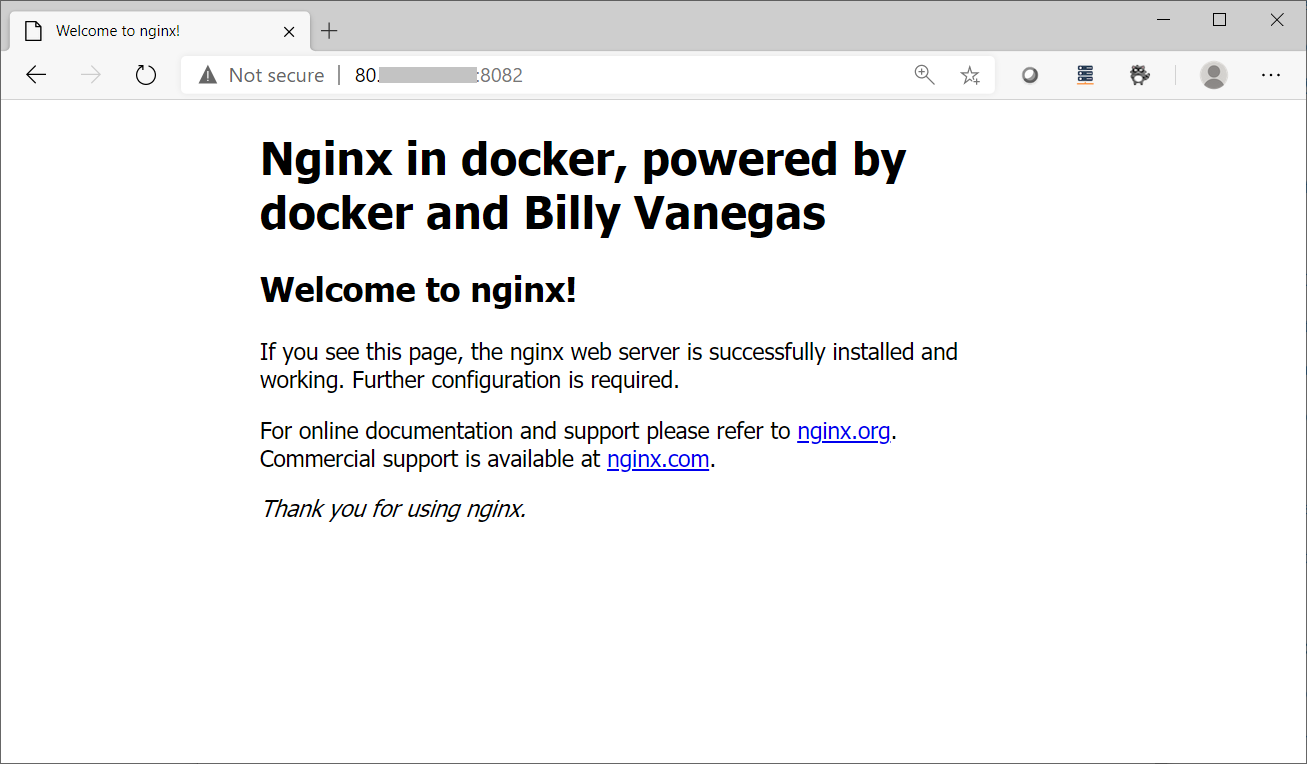 Welcome to nginx!
Not secure | 80. :8082
Nginx in docker, powered by
docker and Billy Vanegas
Welcome to nginx!
If you see this page, the nginx web server is successfully installed and
working. Further configuration is required.
For online documentation and support please refer to nginx.org.
Commercial support is available at nginx.com.
Thank you for using nginx.